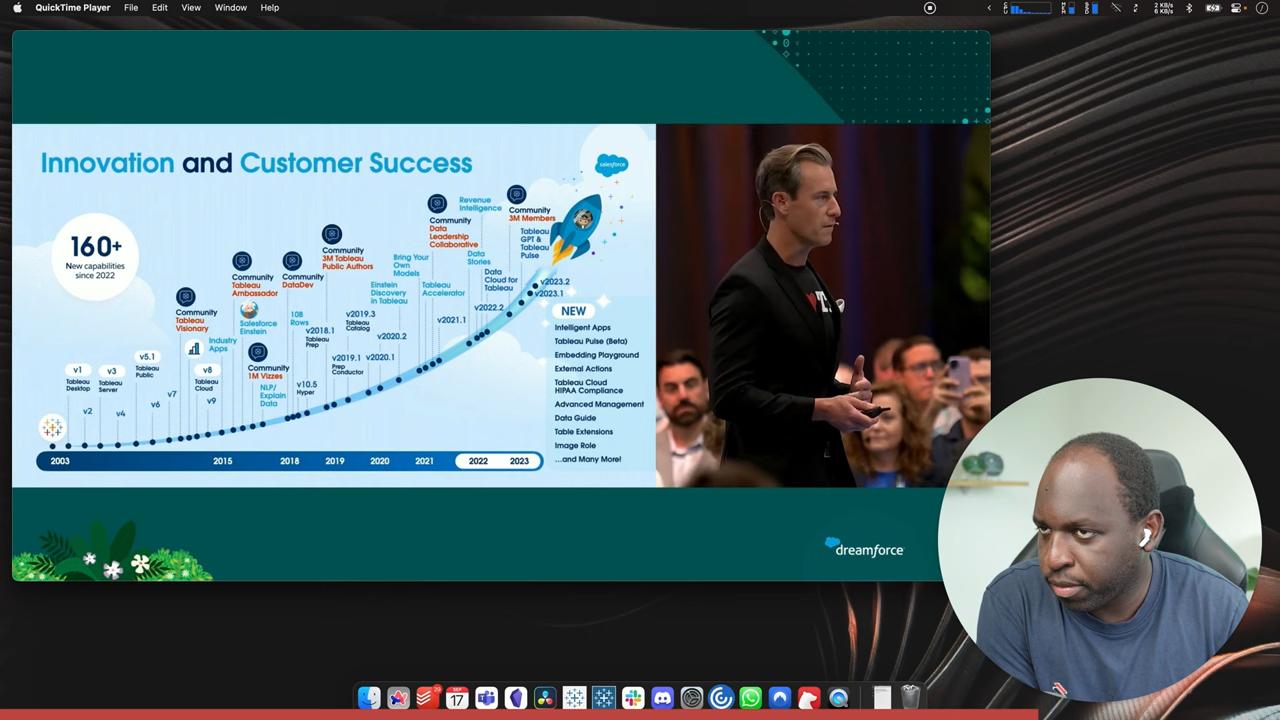 QuickTime Player File Edit View Window Help
2 KB/s
6 KB/s
Innovation and Customer Success
salesforce
160+
New capabilities
since 2022
Community
Tableau
Visionary
Community
Tableau
Ambassador
Community
DataDev
Community
3M Tableau
Public Authors
Community
Data
Leadership
Collaborative
Revenue
Intelligence
Community
3M Members
Tableau
GPT &
Tableau
Pulse
Bring Your
Own
Models
Data
Stories
Data
Cloud for
Tableau
Einstein
Discovery
in Tableau
Tableau
Accelerator
Salesforce
Einstein
10B
Rows
Industry
Apps
Community
1M Vizzes
NLP/
Explain
Data
v1
Tableau
Desktop
v2
v3
Tableau
Server
v4
v5.1
Tableau
Public
v6
v7
v8
Tableau
Cloud
v9
v10.5
Hyper
v2018.1
Tableau
Prep
v2019.1
Prep
Conductor
v2019.3
Tableau
Catalog
v2020.1
v2020.2
v2021.1
v2022.2
v2023.1
v2023.2
NEW
Intelligent Apps
Tableau Pulse (Beta)
Embedding Playground
External Actions
Tableau Cloud
HIPAA Compliance
Advanced Management
Data Guide
Table Extensions
Image Role
...and Many More!
2003 2015 2018 2019 2020 2021 2022 2023
dreamforce
SEP
17